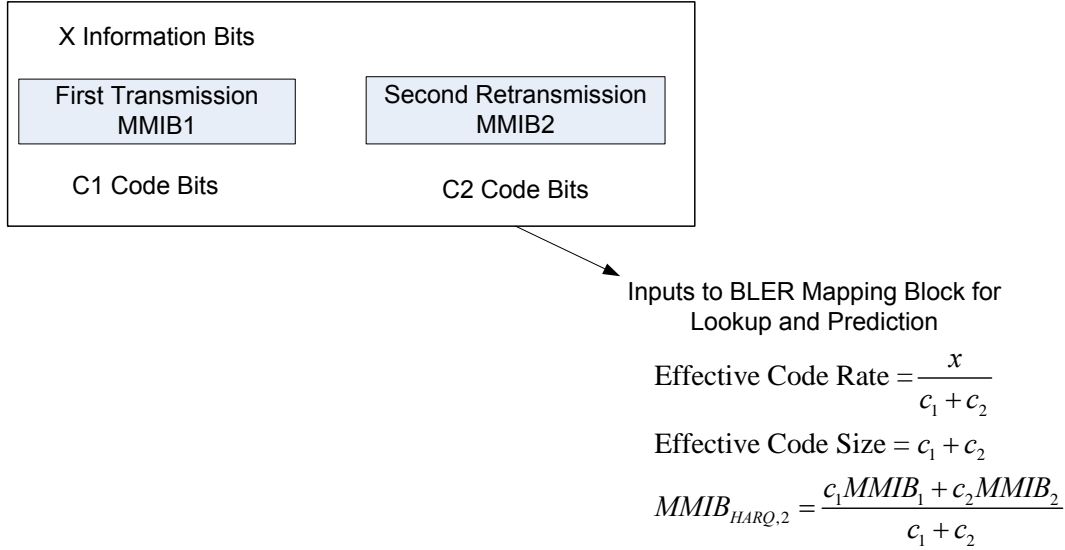 X Information Bits
First Transmission
MMIB1
Second Retransmission
MMIB2
C1 Code Bits
C2 Code Bits
Inputs to BLER Mapping Block for
Lookup and Prediction
Effective Code Rate = x / (c₁ + c₂)
Effective Code Size = c₁ + c₂
MMIB_{HARQ,2} = (c₁MMIB₁ + c₂MMIB₂) / (c₁ + c₂)